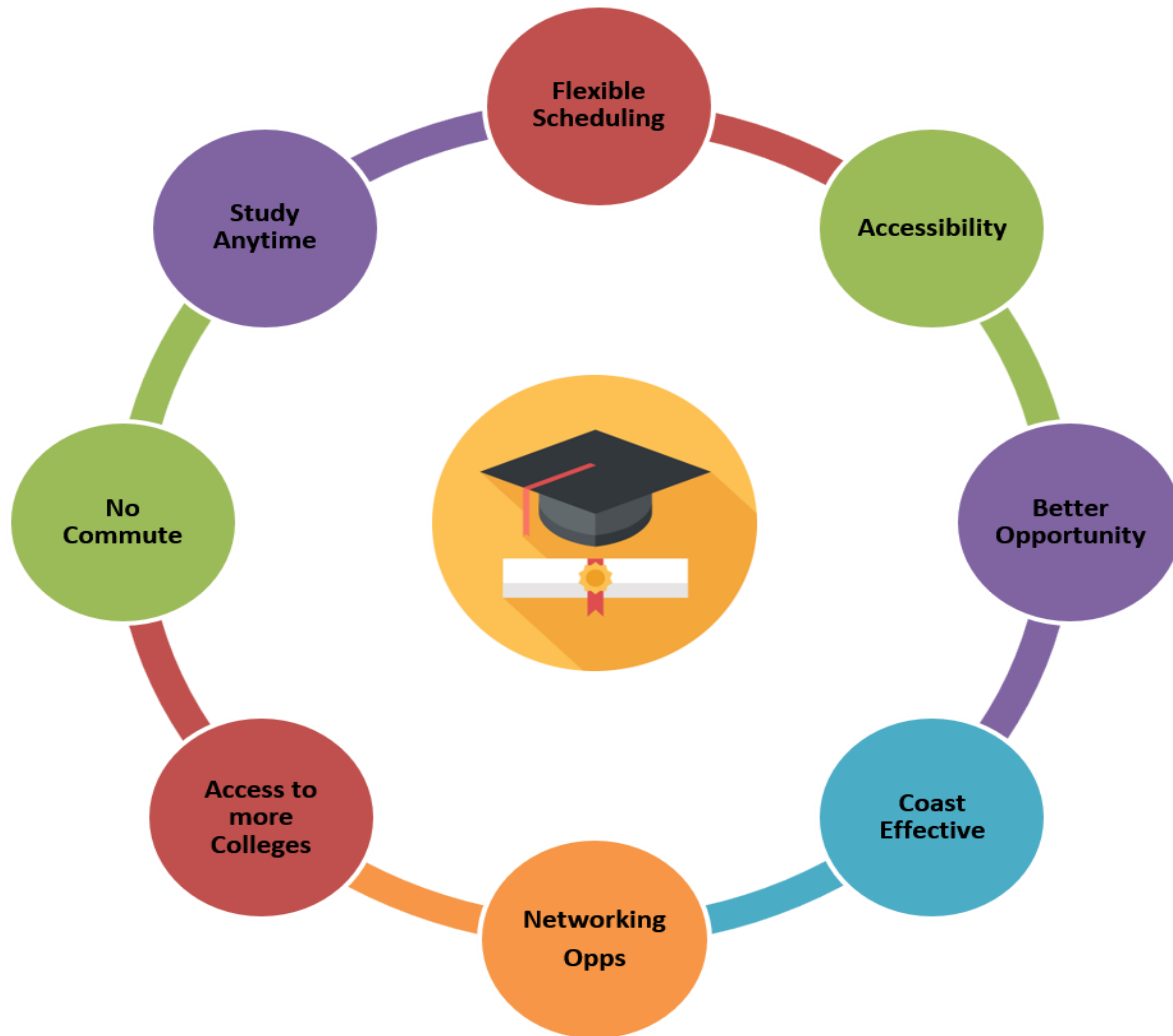 Flexible
Scheduling
Accessibility
Better
Opportunity
Coast
Effective
Networking
Opps
Access to
more
Colleges
No
Commute
Study
Anytime